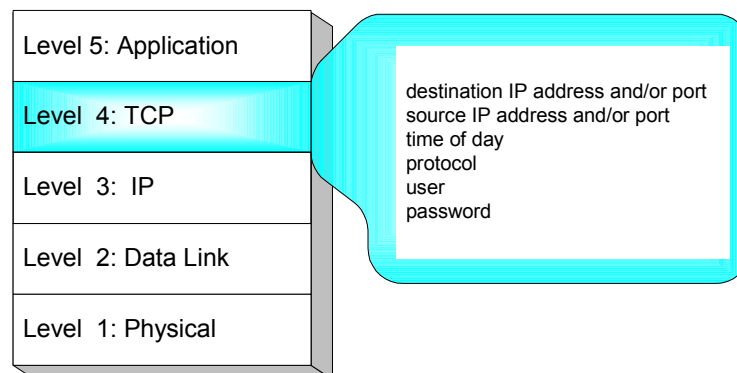 Level 5: Application
Level 4: TCP
Level 3: IP
Level 2: Data Link
Level 1: Physical
destination IP address and/or port
source IP address and/or port
time of day
protocol
user
password